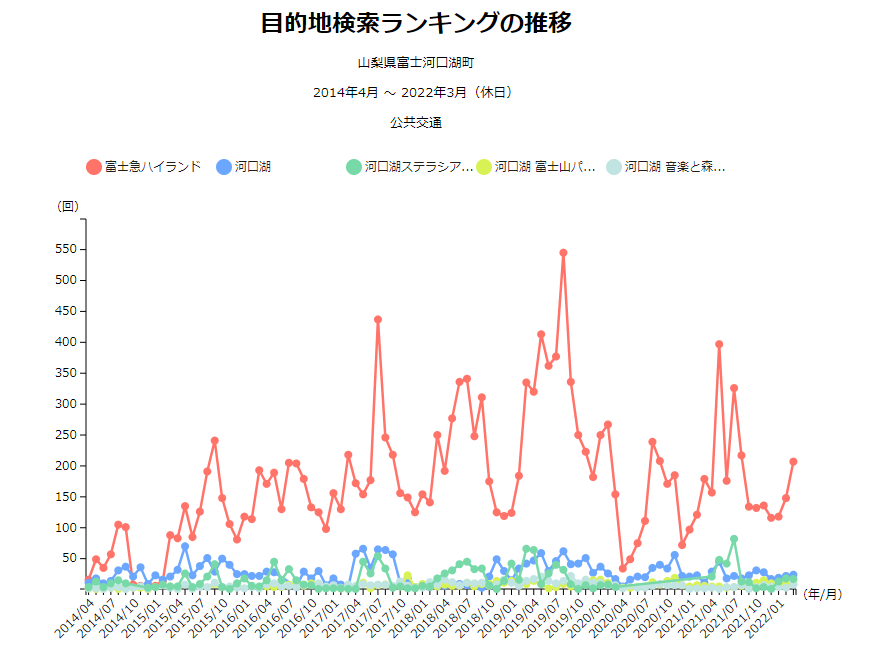 目的地検索ランキングの推移
山梨県富士河口湖町
2014年4月 ～ 2022年3月（休日）
公共交通
富士急ハイランド 河口湖 河口湖ステラシア... 河口湖 富士山パ... 河口湖 音楽と森...
(回)
550
500
450
400
350
300
250
200
150
100
50
2014/04 2014/07 2014/10 2015/01 2015/04 2015/07 2015/10 2016/01 2016/04 2016/07 2016/10 2017/01 2017/04 2017/07 2017/10 2018/01 2018/04 2018/07 2018/10 2019/01 2019/04 2019/07 2019/10 2020/01 2020/04 2020/07 2020/10 2021/01 2021/04 2021/07 2021/10 2022/01 (年/月)